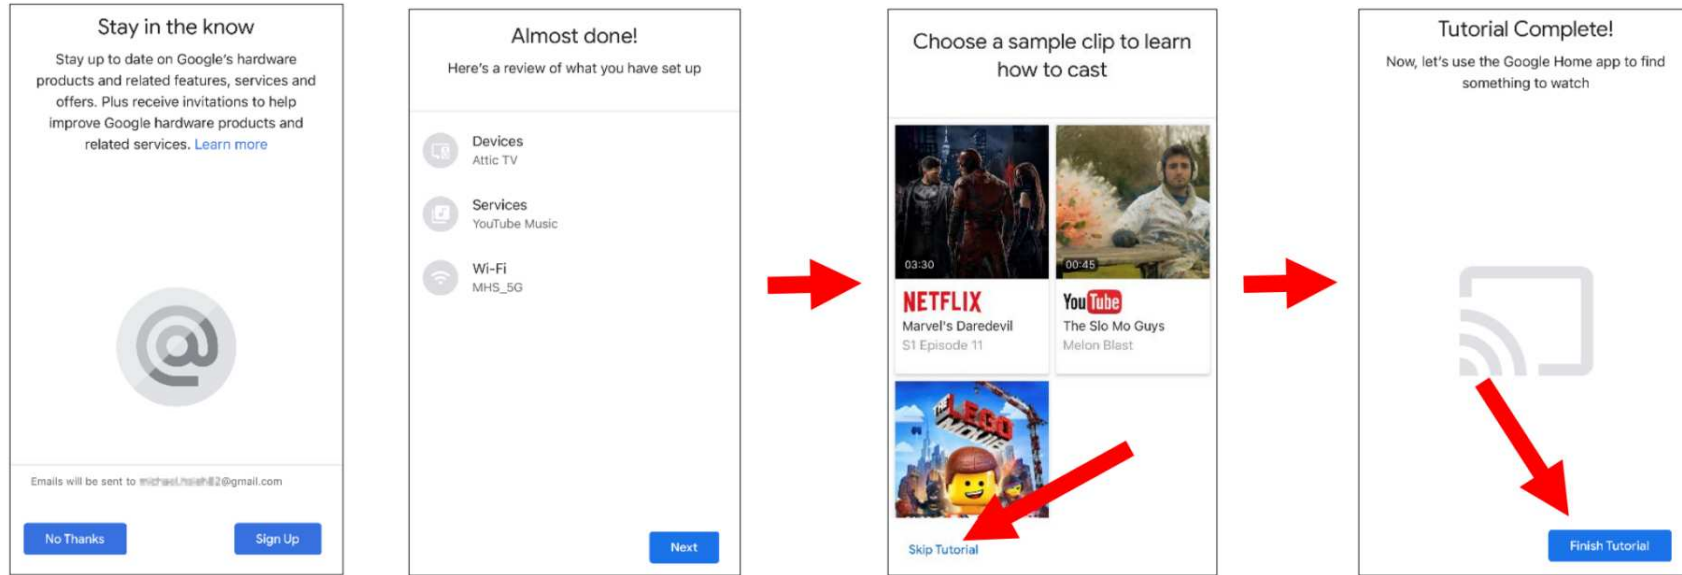 Stay in the know
Stay up to date on Google's hardware
products and related features, services and
offers. Plus receive invitations to help
improve Google hardware products and
related services. Learn more
Emails will be sent to @gmail.com
No Thanks
Sign Up
Almost done!
Here's a review of what you have set up
Devices
Attic TV
Services
YouTube Music
Wi-Fi
MHS_5G
Next
Choose a sample clip to learn
how to cast
03:30
NETFLIX
Marvel's Daredevil
S1 Episode 11
00:45
YouTube
The Slo Mo Guys
Melon Blast
THE LEGO
MOVIE
Skip Tutorial
Tutorial Complete!
Now, let's use the Google Home app to find
something to watch
Finish Tutorial